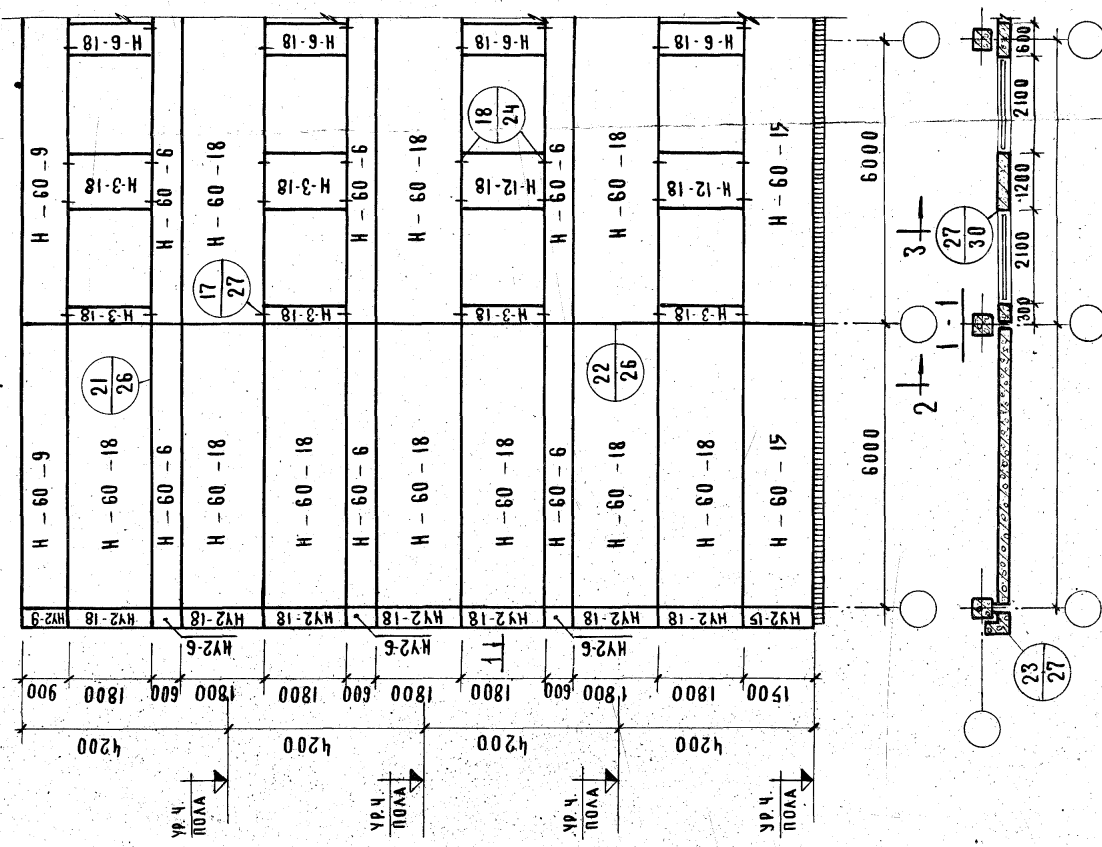 Н-6-18
Н-6-18
Н-6-18
Н-6-18
Н-60-9
Н-3-18
Н-60-6
Н-60-18
Н-3-18
Н-60-6
Н-60-18
18
24
Н-12-18
Н-60-6
Н-60-18
Н-12-18
Н-60-15
17
27
Н-3-18
Н-3-18
Н-3-18
Н-3-18
21
26
22
26
Н-60-9
Н-60-18
Н-60-6
Н-60-18
Н-60-18
Н-60-6
Н-60-18
Н-60-18
Н-60-6
Н-60-18
Н-60-18
Н-60-15
НУ2-9
НУ2-18
НУ2-18
НУ2-18
НУ2-18
НУ2-18
НУ2-18
НУ2-18
НУ2-15
НУ2-6
НУ2-6
НУ2-6
1
900
1800
600
1800
1800
600
1800
1800
600
1800
1800
1500
4200
4200
4200
4200
УР.Ч.
ПОЛА
УР.Ч.
ПОЛА
УР.Ч.
ПОЛА
УР.Ч.
ПОЛА
6000
6000
3
2
1-1
27
30
600
2100
1200
2100
300
23
27